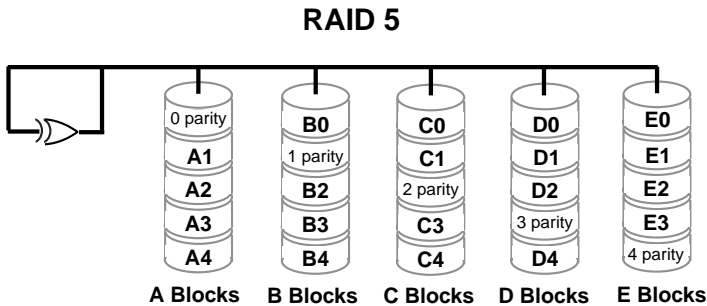 RAID 5
0 parity B0 C0 D0 E0
A1 1 parity C1 D1 E1
A2 B2 2 parity D2 E2
A3 B3 C3 3 parity E3
A4 B4 C4 D4 4 parity
A Blocks B Blocks C Blocks D Blocks E Blocks